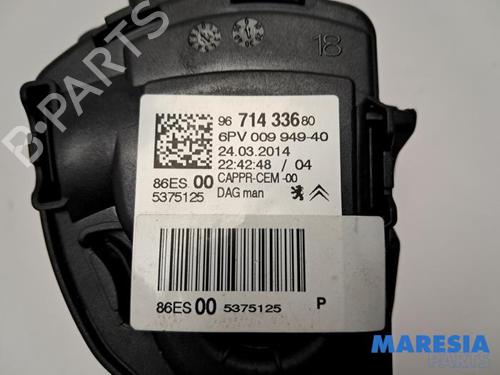 B-PARTS
18
96 714 336 80
6PV 009 949-40
24.03.2014
22:42:48 / 04
86ES 00 CAPPR-CEM -00
5375125 DAG man
86ES 00 5375125 P
MARESIA
PARTS